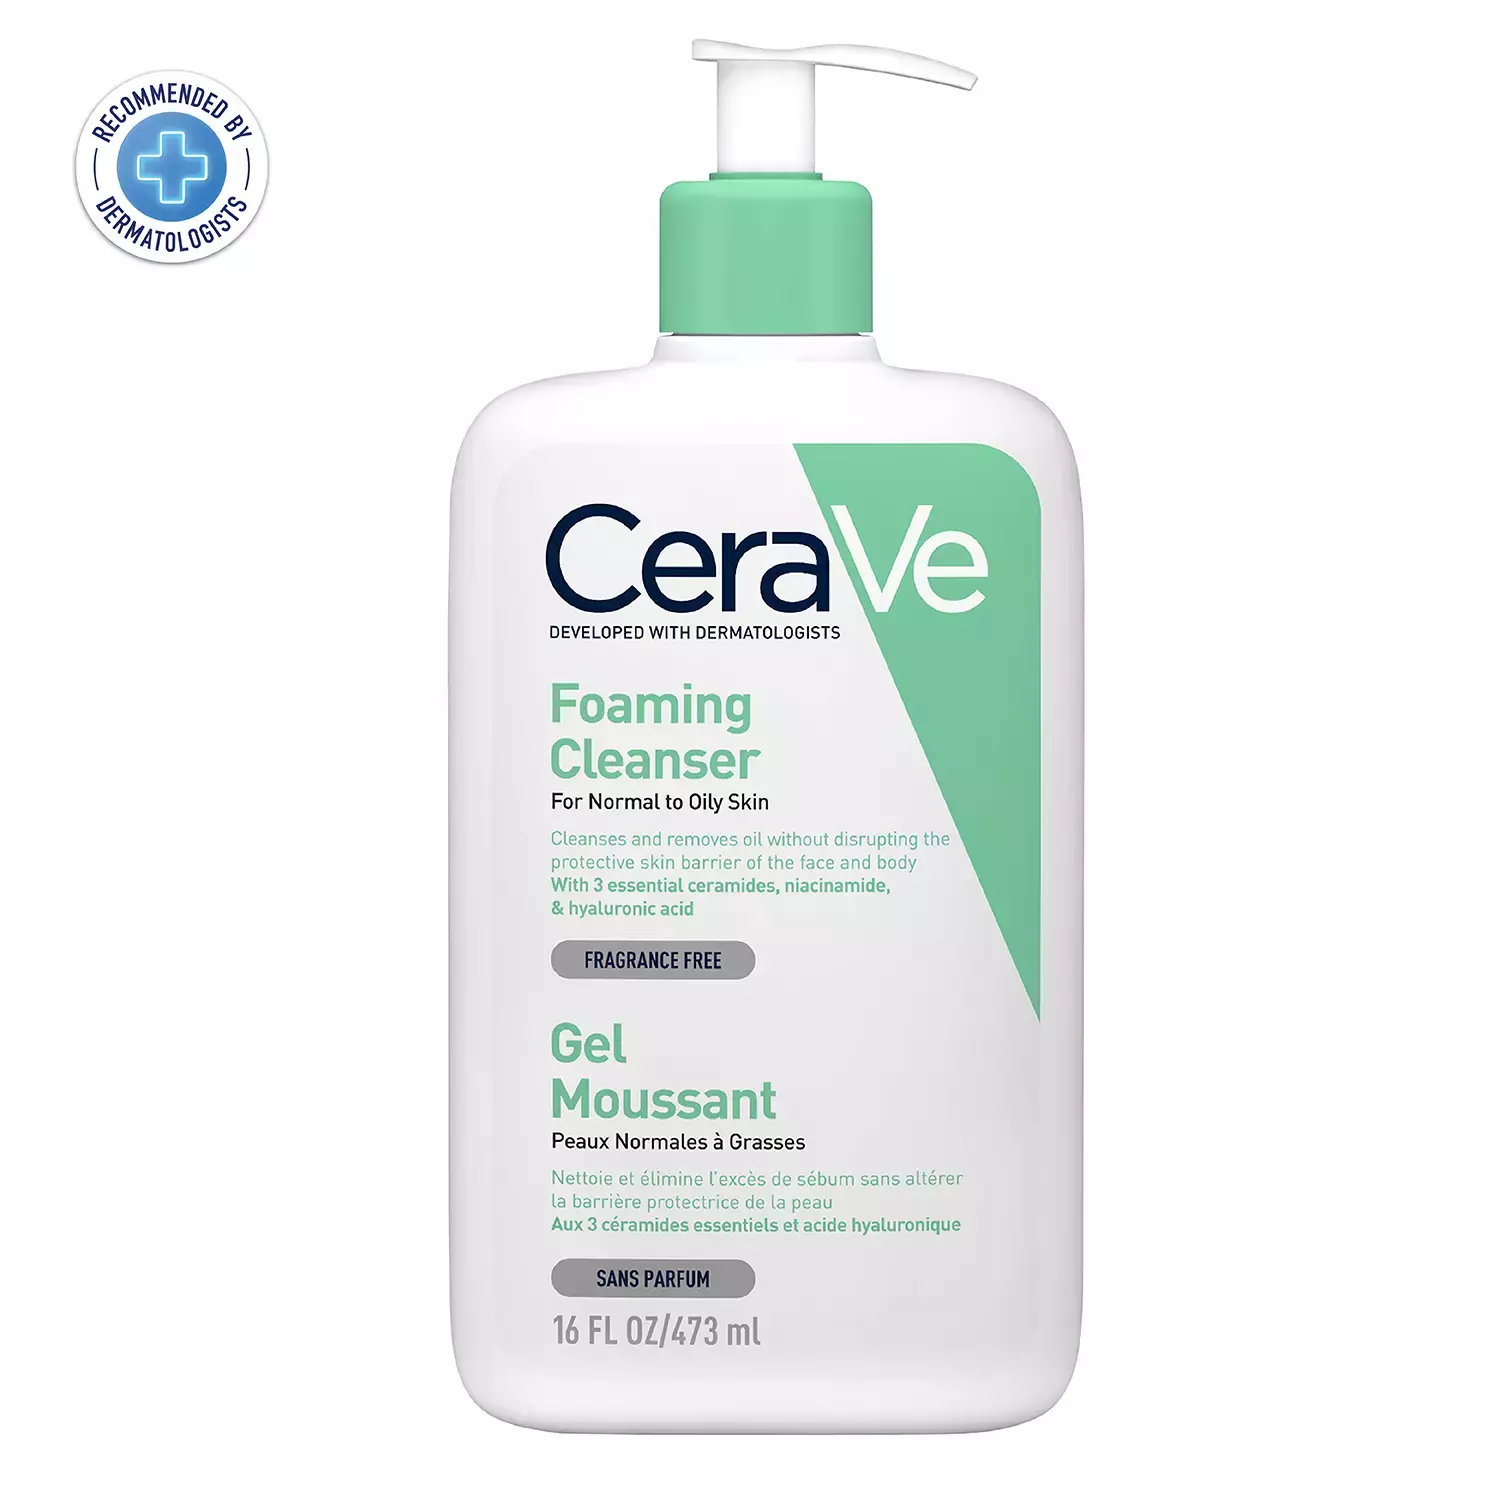 RECOMMENDED BY
DERMATOLOGISTS
CeraVe
DEVELOPED WITH DERMATOLOGISTS
Foaming
Cleanser
For Normal to Oily Skin
Cleanses and removes oil without disrupting the
protective skin barrier of the face and body
With 3 essential ceramides, niacinamide,
& hyaluronic acid
FRAGRANCE FREE
Gel
Moussant
Peaux Normales à Grasses
Nettoie et élimine l'excès de sébum sans altérer
la barrière protectrice de la peau
Aux 3 céramides essentiels et acide hyaluronique
SANS PARFUM
16 FL OZ/473 ml